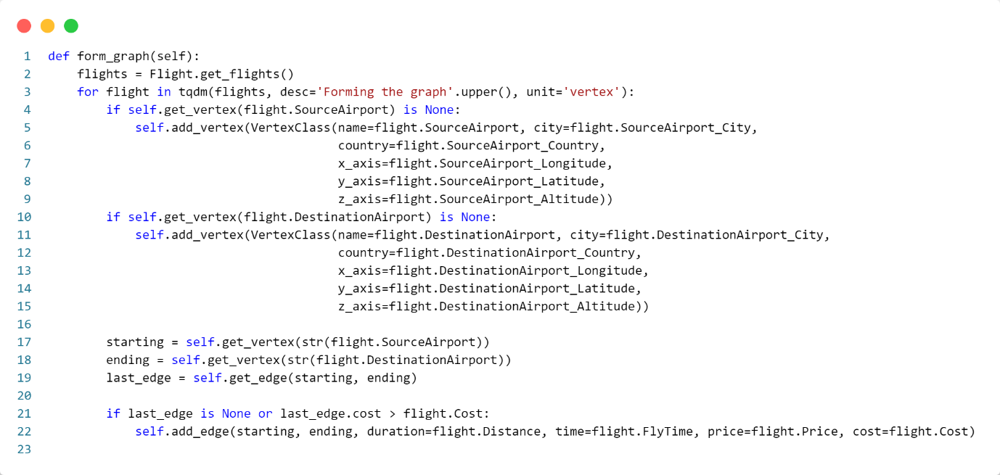 1 def form_graph(self):
2     flights = Flight.get_flights()
3     for flight in tqdm(flights, desc='Forming the graph'.upper(), unit='vertex'):
4         if self.get_vertex(flight.SourceAirport) is None:
5             self.add_vertex(VertexClass(name=flight.SourceAirport, city=flight.SourceAirport_City,
6                                         country=flight.SourceAirport_Country,
7                                         x_axis=flight.SourceAirport_Longitude,
8                                         y_axis=flight.SourceAirport_Latitude,
9                                         z_axis=flight.SourceAirport_Altitude))
10         if self.get_vertex(flight.DestinationAirport) is None:
11             self.add_vertex(VertexClass(name=flight.DestinationAirport, city=flight.DestinationAirport_City,
12                                         country=flight.DestinationAirport_Country,
13                                         x_axis=flight.DestinationAirport_Longitude,
14                                         y_axis=flight.DestinationAirport_Latitude,
15                                         z_axis=flight.DestinationAirport_Altitude))
16
17         starting = self.get_vertex(str(flight.SourceAirport))
18         ending = self.get_vertex(str(flight.DestinationAirport))
19         last_edge = self.get_edge(starting, ending)
20
21         if last_edge is None or last_edge.cost > flight.Cost:
22             self.add_edge(starting, ending, duration=flight.Distance, time=flight.FlyTime, price=flight.Price, cost=flight.Cost)
23